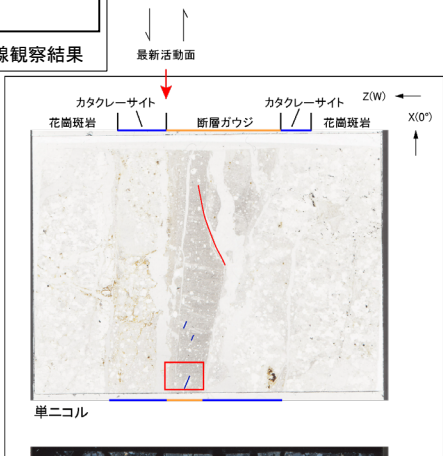 線観察結果
最新活動面
カタクレーサイト
カタクレーサイト
Z(W)
花崗斑岩
断層ガウジ
花崗斑岩
X(0°)
単ニコル